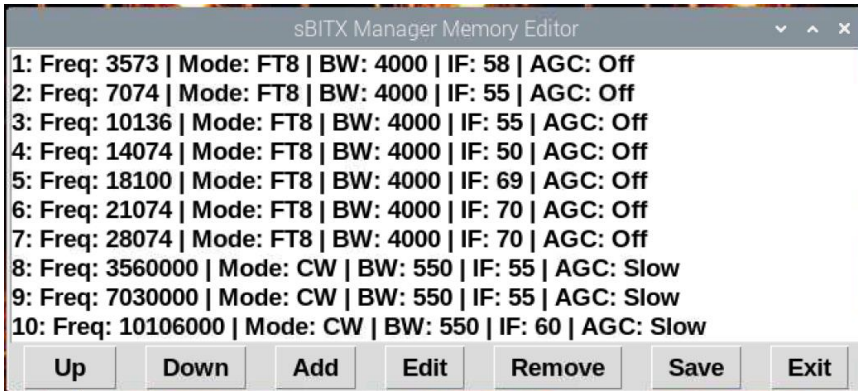 sBITX Manager Memory Editor
1: Freq: 3573 | Mode: FT8 | BW: 4000 | IF: 58 | AGC: Off
2: Freq: 7074 | Mode: FT8 | BW: 4000 | IF: 55 | AGC: Off
3: Freq: 10136 | Mode: FT8 | BW: 4000 | IF: 55 | AGC: Off
4: Freq: 14074 | Mode: FT8 | BW: 4000 | IF: 50 | AGC: Off
5: Freq: 18100 | Mode: FT8 | BW: 4000 | IF: 69 | AGC: Off
6: Freq: 21074 | Mode: FT8 | BW: 4000 | IF: 70 | AGC: Off
7: Freq: 28074 | Mode: FT8 | BW: 4000 | IF: 70 | AGC: Off
8: Freq: 3560000 | Mode: CW | BW: 550 | IF: 55 | AGC: Slow
9: Freq: 7030000 | Mode: CW | BW: 550 | IF: 55 | AGC: Slow
10: Freq: 10106000 | Mode: CW | BW: 550 | IF: 60 | AGC: Slow
Up Down Add Edit Remove Save Exit